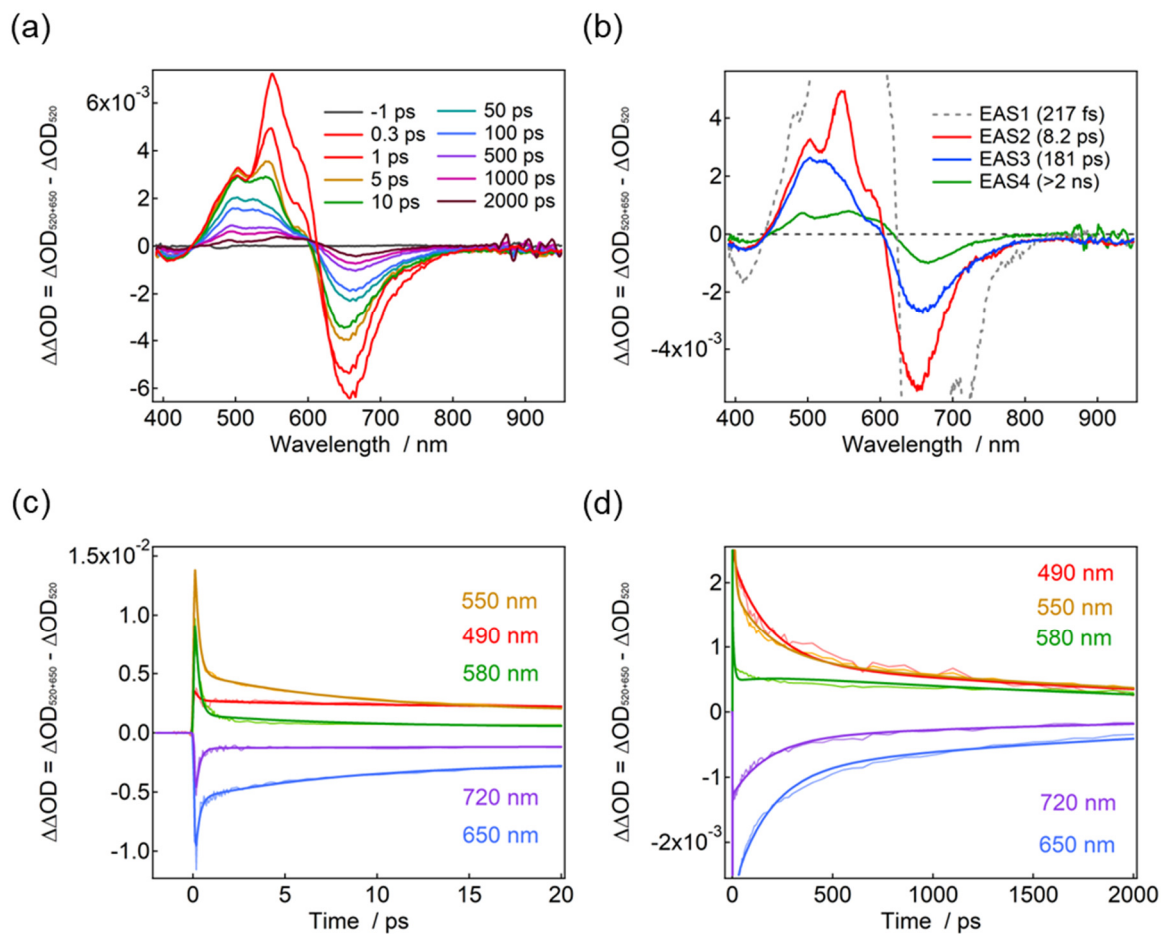 (a)
ΔΔOD = ΔOD520+650 - ΔOD520
6x10-3
4
2
0
-2
-4
-6
-1 ps
0.3 ps
1 ps
5 ps
10 ps
50 ps
100 ps
500 ps
1000 ps
2000 ps
400 500 600 700 800 900
Wavelength / nm
(b)
ΔΔOD = ΔOD520+650 - ΔOD520
4
2
0
-2
-4x10-3
EAS1 (217 fs)
EAS2 (8.2 ps)
EAS3 (181 ps)
EAS4 (>2 ns)
400 500 600 700 800 900
Wavelength / nm
(c)
ΔΔOD = ΔOD520+650 - ΔOD520
1.5x10-2
1.0
0.5
0.0
-0.5
-1.0
550 nm
490 nm
580 nm
720 nm
650 nm
0 5 10 15 20
Time / ps
(d)
ΔΔOD = ΔOD520+650 - ΔOD520
2
1
0
-1
-2x10-3
490 nm
550 nm
580 nm
720 nm
650 nm
0 500 1000 1500 2000
Time / ps